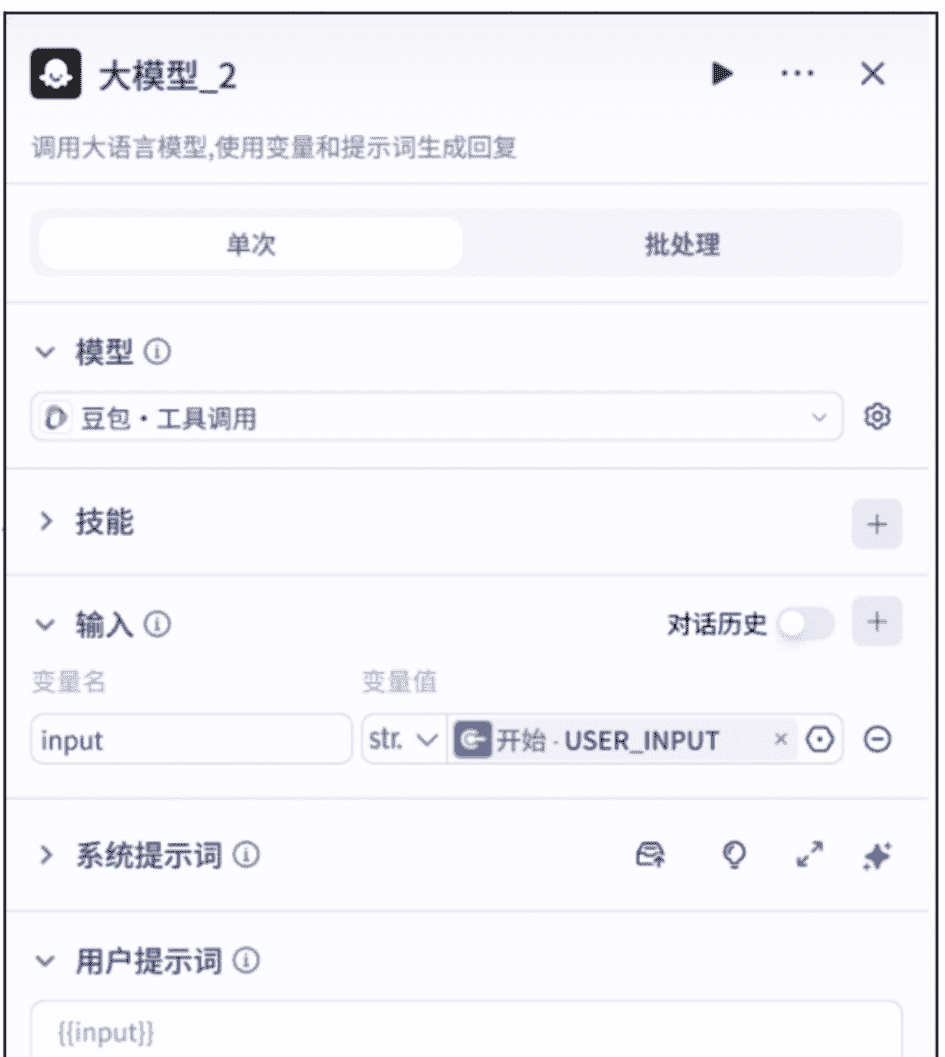 大模型_2
调用大语言模型,使用变量和提示词生成回复
单次 批处理
模型
豆包・工具调用
技能
输入 对话历史
变量名 变量值
input str. 开始 · USER_INPUT
系统提示词
用户提示词
{{input}}